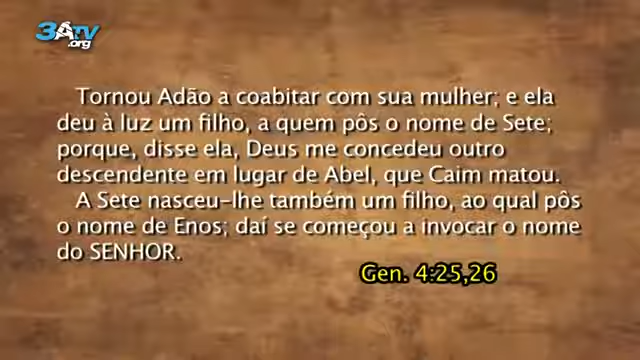 3ATV
.org
Tornou Adão a coabitar com sua mulher; e ela
deu à luz um filho, a quem pôs o nome de Sete;
porque, disse ela, Deus me concedeu outro
descendente em lugar de Abel, que Caim matou.
A Sete nasceu-lhe também um filho, ao qual pôs
o nome de Enos; daí se começou a invocar o nome
do SENHOR.
Gen. 4:25,26